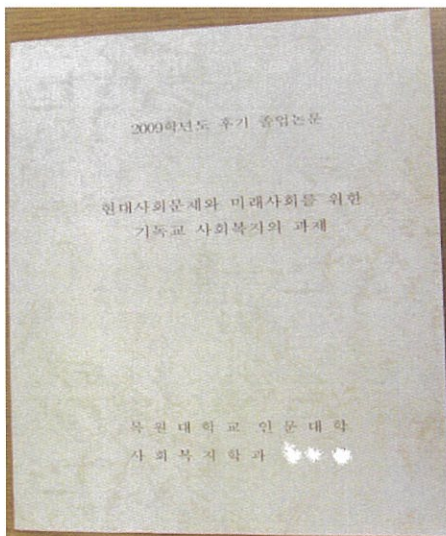 2009학년도 후기 졸업논문
현대사회문제와 미래사회를 위한
기독교 사회복지의 과제
목원대학교 인문대학
사회복지학과